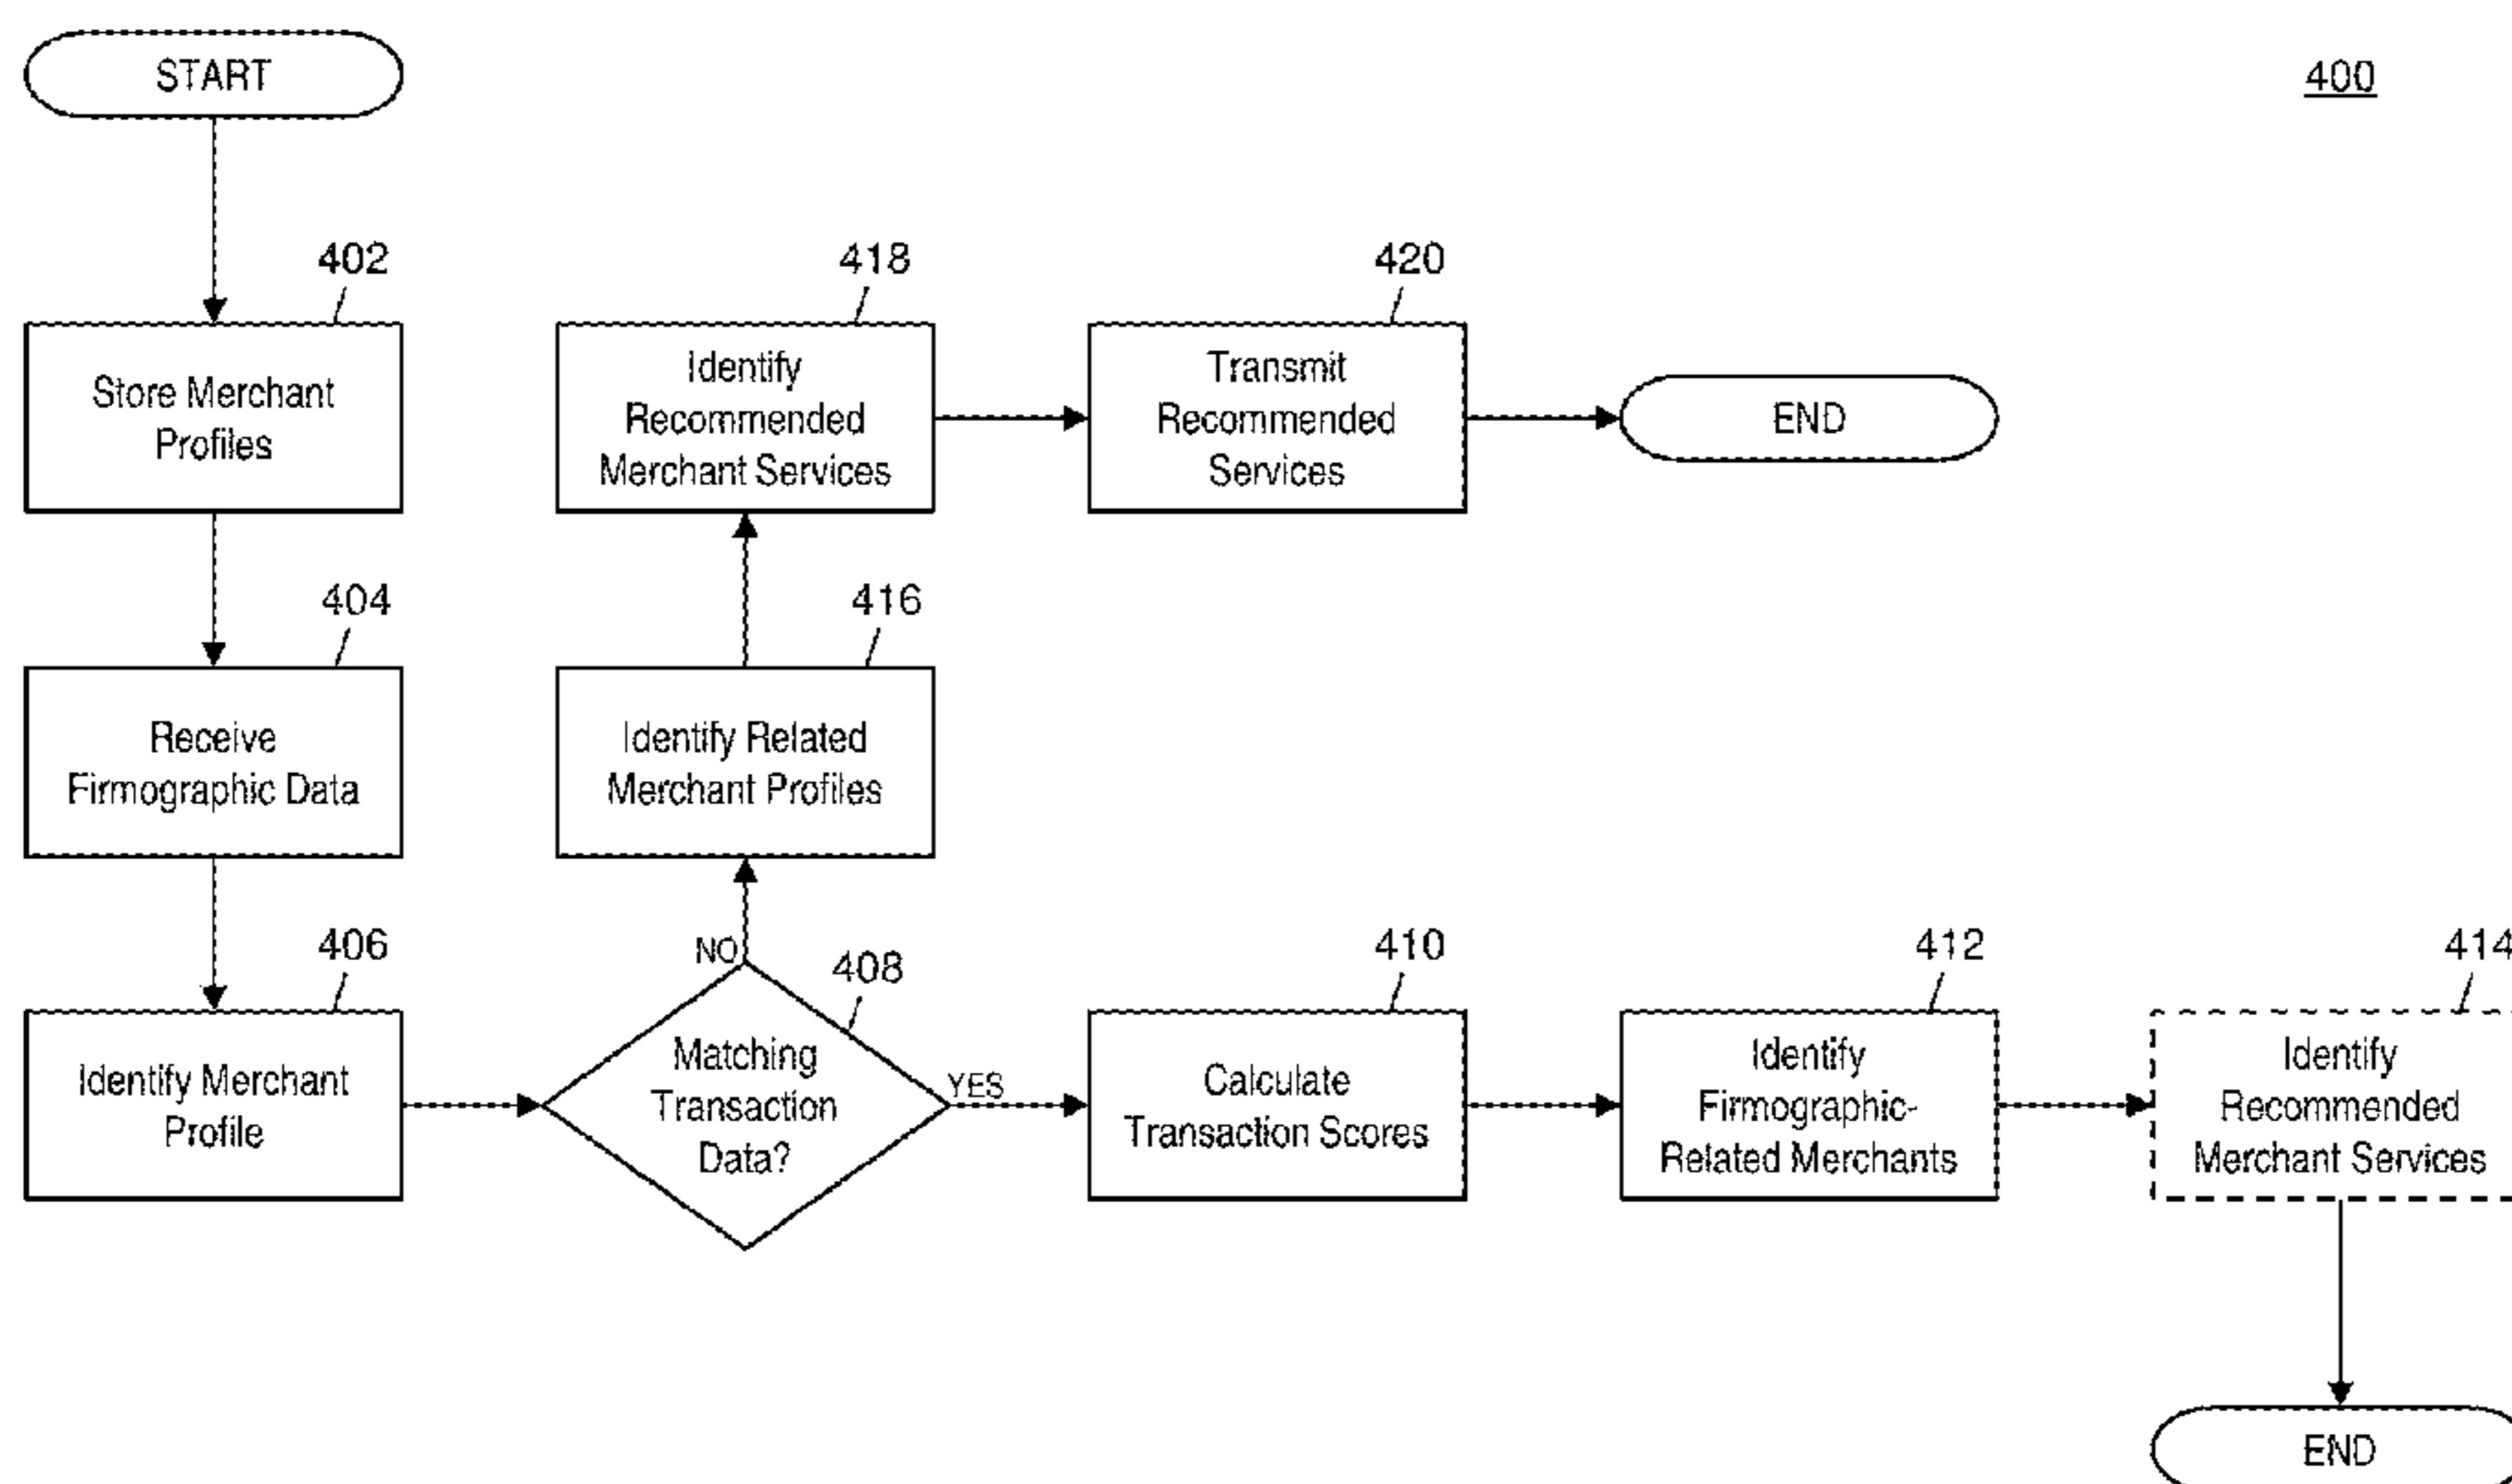 START
400
402
Store Merchant
Profiles
418
Identify
Recommended
Merchant Services
420
Transmit
Recommended
Services
END
404
Receive
Firmographic Data
416
Identify Related
Merchant Profiles
406
Identify Merchant
Profile
NO
408
Matching
Transaction
Data?
YES
410
Calculate
Transaction Scores
412
Identify
Firmographic-
Related Merchants
414
Identify
Recommended
Merchant Services
END